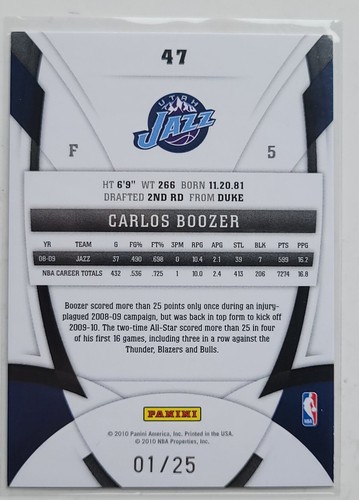 47
UTAH
JAZZ
F 5
HT 6'9" WT 266 BORN 11.20.81
DRAFTED 2ND RD FROM DUKE
CARLOS BOOZER
YR TEAM G FG% FT% 3PM RPG APG STL BLK PTS PPG
08-09 JAZZ 37 .490 .698 0 10.4 2.1 39 7 599 16.2
NBA CAREER TOTALS 432 .536 .725 1 10.0 2.4 413 206 7274 16.8
Boozer scored more than 25 points only once during an injury-
plagued 2008-09 campaign, but was back in top form to kick off
2009-10. The two-time All-Star scored more than 25 in four
of his first 16 games, including three in a row against the
Thunder, Blazers and Bulls.
PANINI
NBA
© 2010 Panini America, Inc. Printed in the USA.
© 2010 NBA Properties, Inc.
01/25